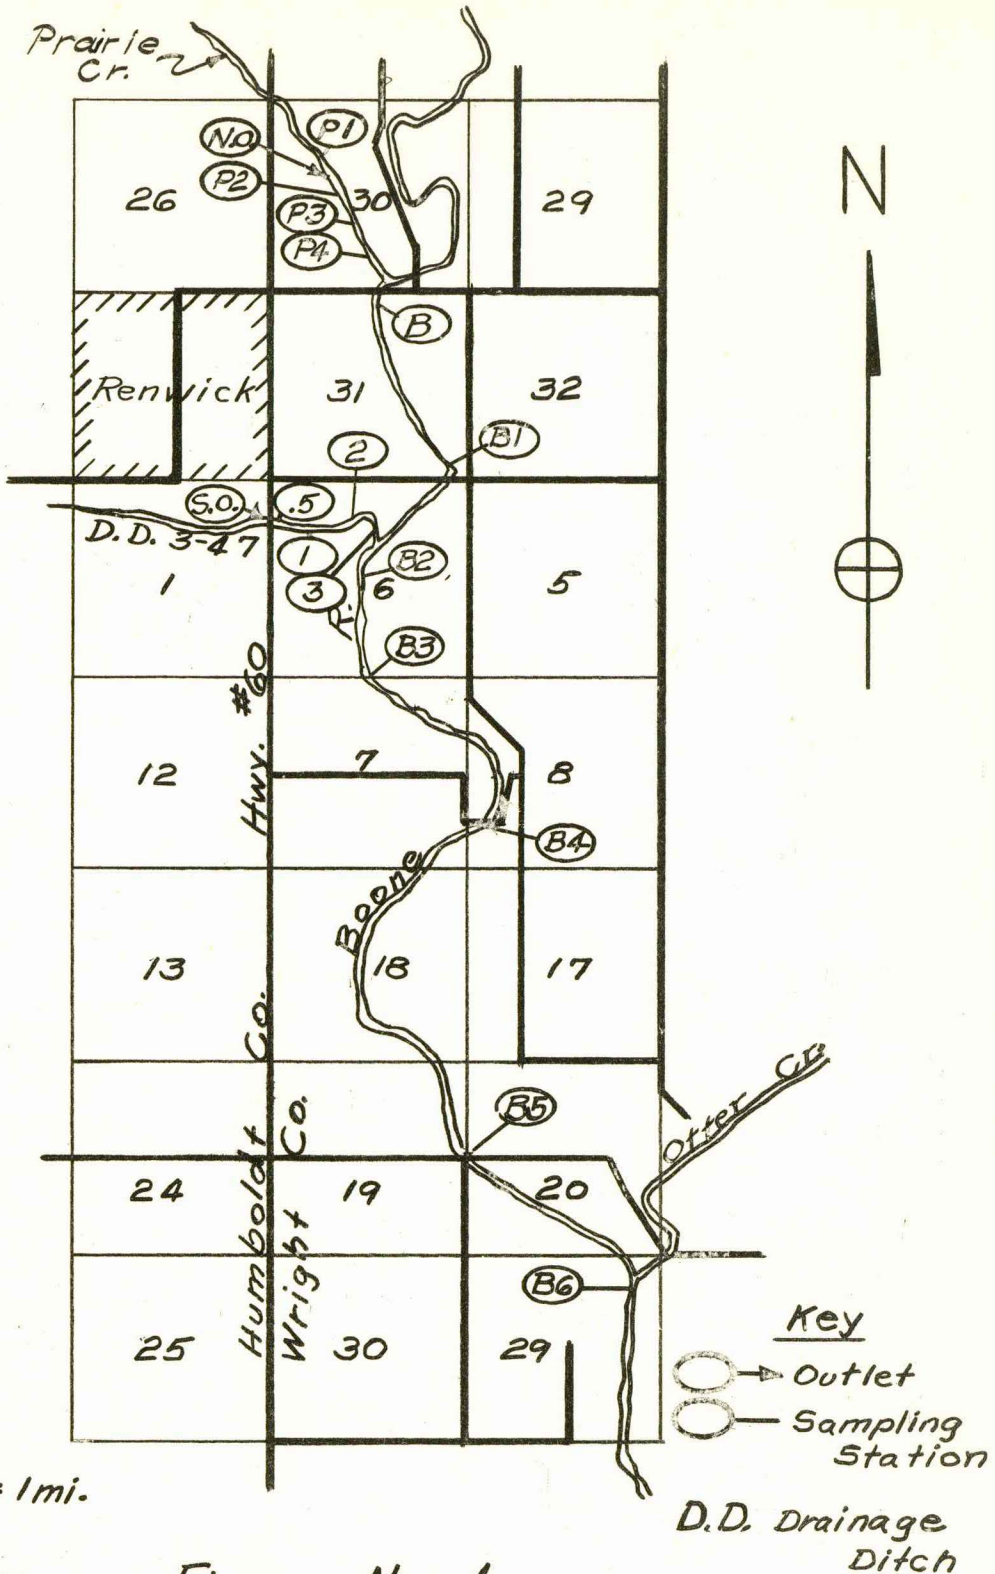 Prairie
Cr.
N.O.
P1
P2
P3
P4
26
30
29
N
B
Renwick
31
32
B1
2
S.O.
.5
D.D. 3-47
1
3
B2
1
R.
6
5
B3
Hwy. #60
12
7
8
B4
Boone
13
18
17
Humboldt Co.
Wright Co.
B5
Otter Cr.
24
19
20
B6
25
30
29
Key
Outlet
Sampling
Station
1mi.
D.D. Drainage
Ditch